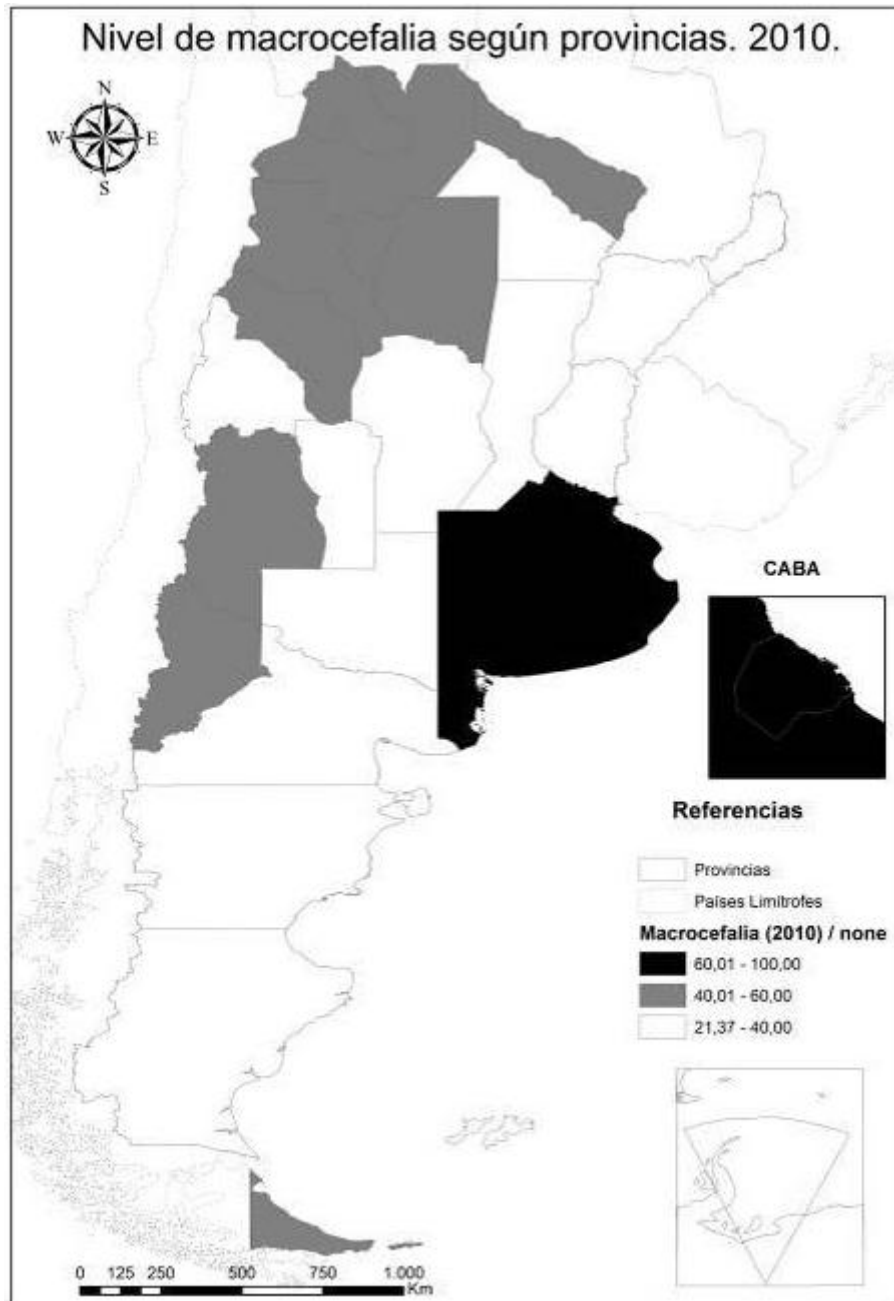 Nivel de macrocefalia según provincias. 2010.
N
W E
S
CABA
Referencias
Provincias
Países Limítrofes
Macrocefalia (2010) / none
60,01 - 100,00
40,01 - 60,00
21,37 - 40,00
0 125 250 500 750 1.000
Km